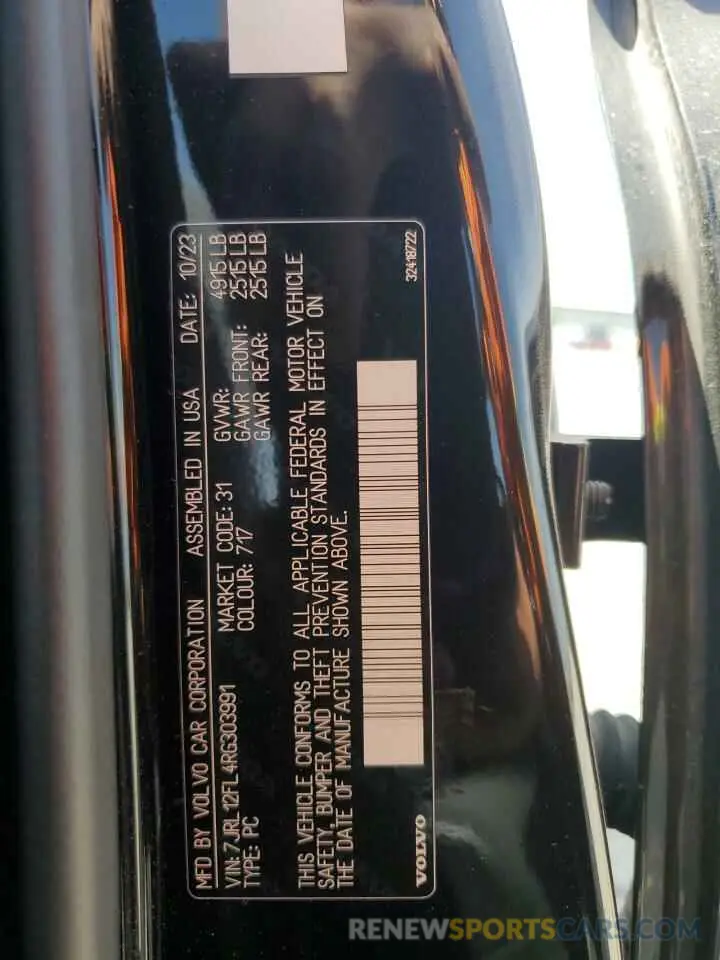 MFD BY VOLVO CAR CORPORATION ASSEMBLED IN USA DATE: 10/23
VIN: 7JRL12FL4RG303991 MARKET CODE: 31 GVWR: 4915 LB
TYPE: PC COLOUR: 717 GAWR FRONT: 2515 LB
GAWR REAR: 2515 LB
THIS VEHICLE CONFORMS TO ALL APPLICABLE FEDERAL MOTOR VEHICLE
SAFETY, BUMPER AND THEFT PREVENTION STANDARDS IN EFFECT ON
THE DATE OF MANUFACTURE SHOWN ABOVE.
VOLVO
32418722
RENEWSPORTSCARS.COM